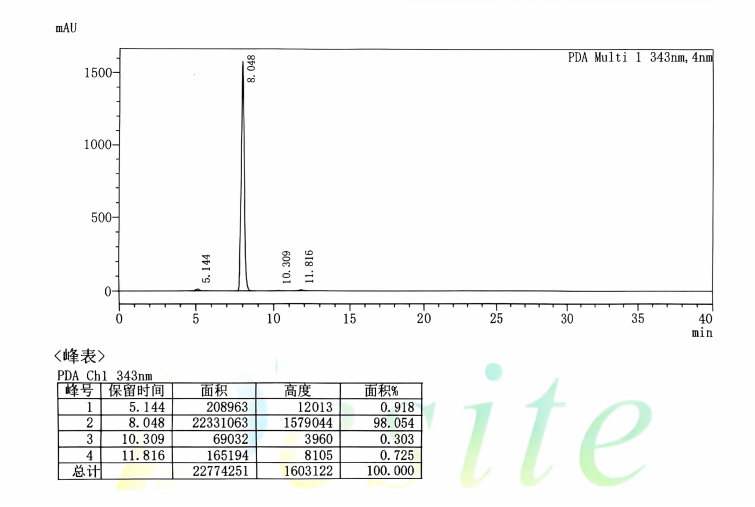 mAU
PDA Multi 1 343nm,4nm
1500
1000
500
0
8.048
5.144
10.309
11.816
0 5 10 15 20 25 30 35 40
min
<峰表>
PDA Ch1 343nm
峰号 保留时间 面积 高度 面积%
1 5.144 208963 12013 0.918
2 8.048 22331063 1579044 98.054
3 10.309 69032 3960 0.303
4 11.816 165194 8105 0.725
总计 22774251 1603122 100.000